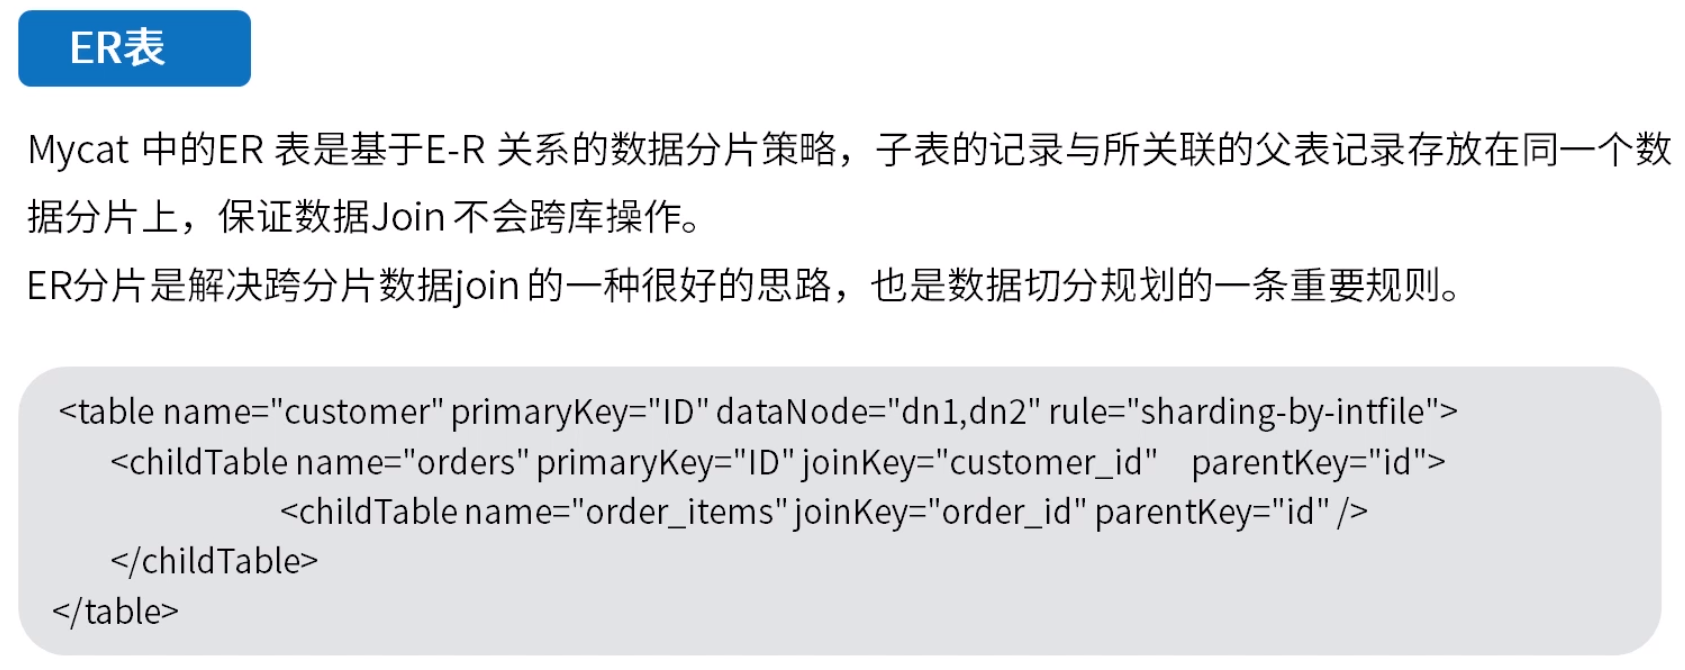 ER表
Mycat 中的ER 表是基于E-R 关系的数据分片策略，子表的记录与所关联的父表记录存放在同一个数
据分片上，保证数据Join 不会跨库操作。
ER分片是解决跨分片数据join 的一种很好的思路，也是数据切分规划的一条重要规则。
<table name="customer" primaryKey="ID" dataNode="dn1,dn2" rule="sharding-by-intfile">
<childTable name="orders" primaryKey="ID" joinKey="customer_id" parentKey="id">
<childTable name="order_items" joinKey="order_id" parentKey="id" />
</childTable>
</table>